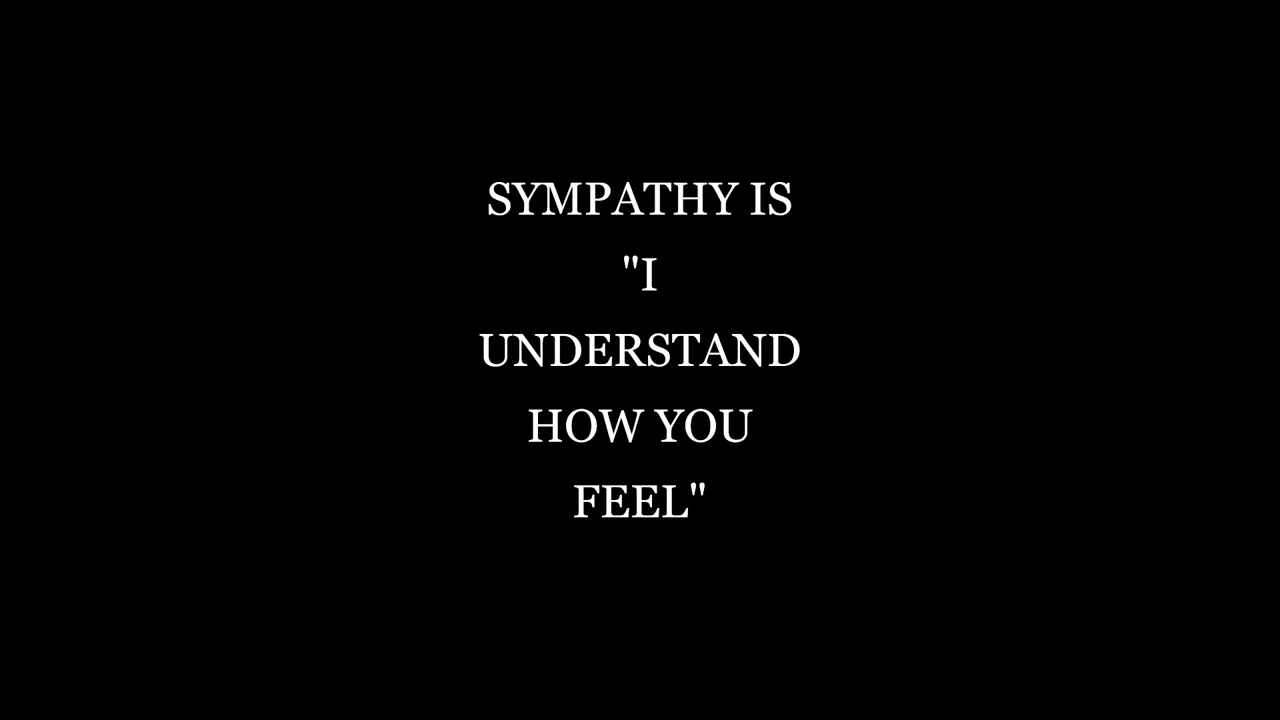 SYMPATHY IS
"I
UNDERSTAND
HOW YOU
FEEL"